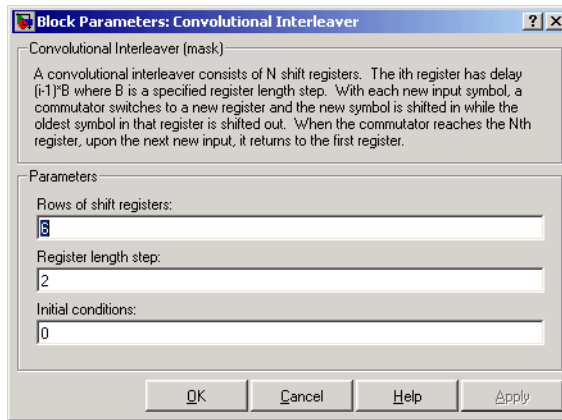 Block Parameters: Convolutional Interleaver
Convolutional Interleaver (mask)
A convolutional interleaver consists of N shift registers.  The ith register has delay
(i-1)*B where B is a specified register length step.  With each new input symbol, a
commutator switches to a new register and the new symbol is shifted in while the
oldest symbol in that register is shifted out.  When the commutator reaches the Nth
register, upon the next new input, it returns to the first register.
Parameters
Rows of shift registers:
6
Register length step:
2
Initial conditions:
0
OK Cancel Help Apply